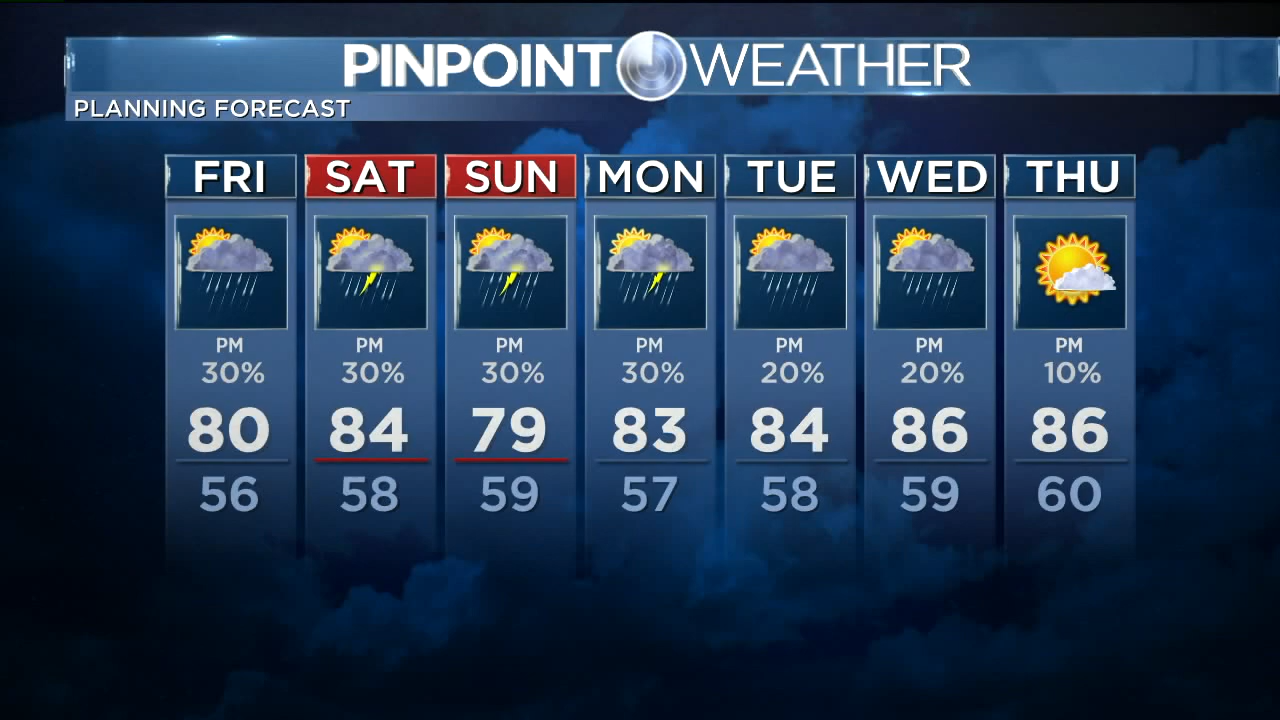 PINPOINT WEATHER
PLANNING FORECAST
FRI SAT SUN MON TUE WED THU
PM PM PM PM PM PM PM
30% 30% 30% 30% 20% 20% 10%
80 84 79 83 84 86 86
56 58 59 57 58 59 60